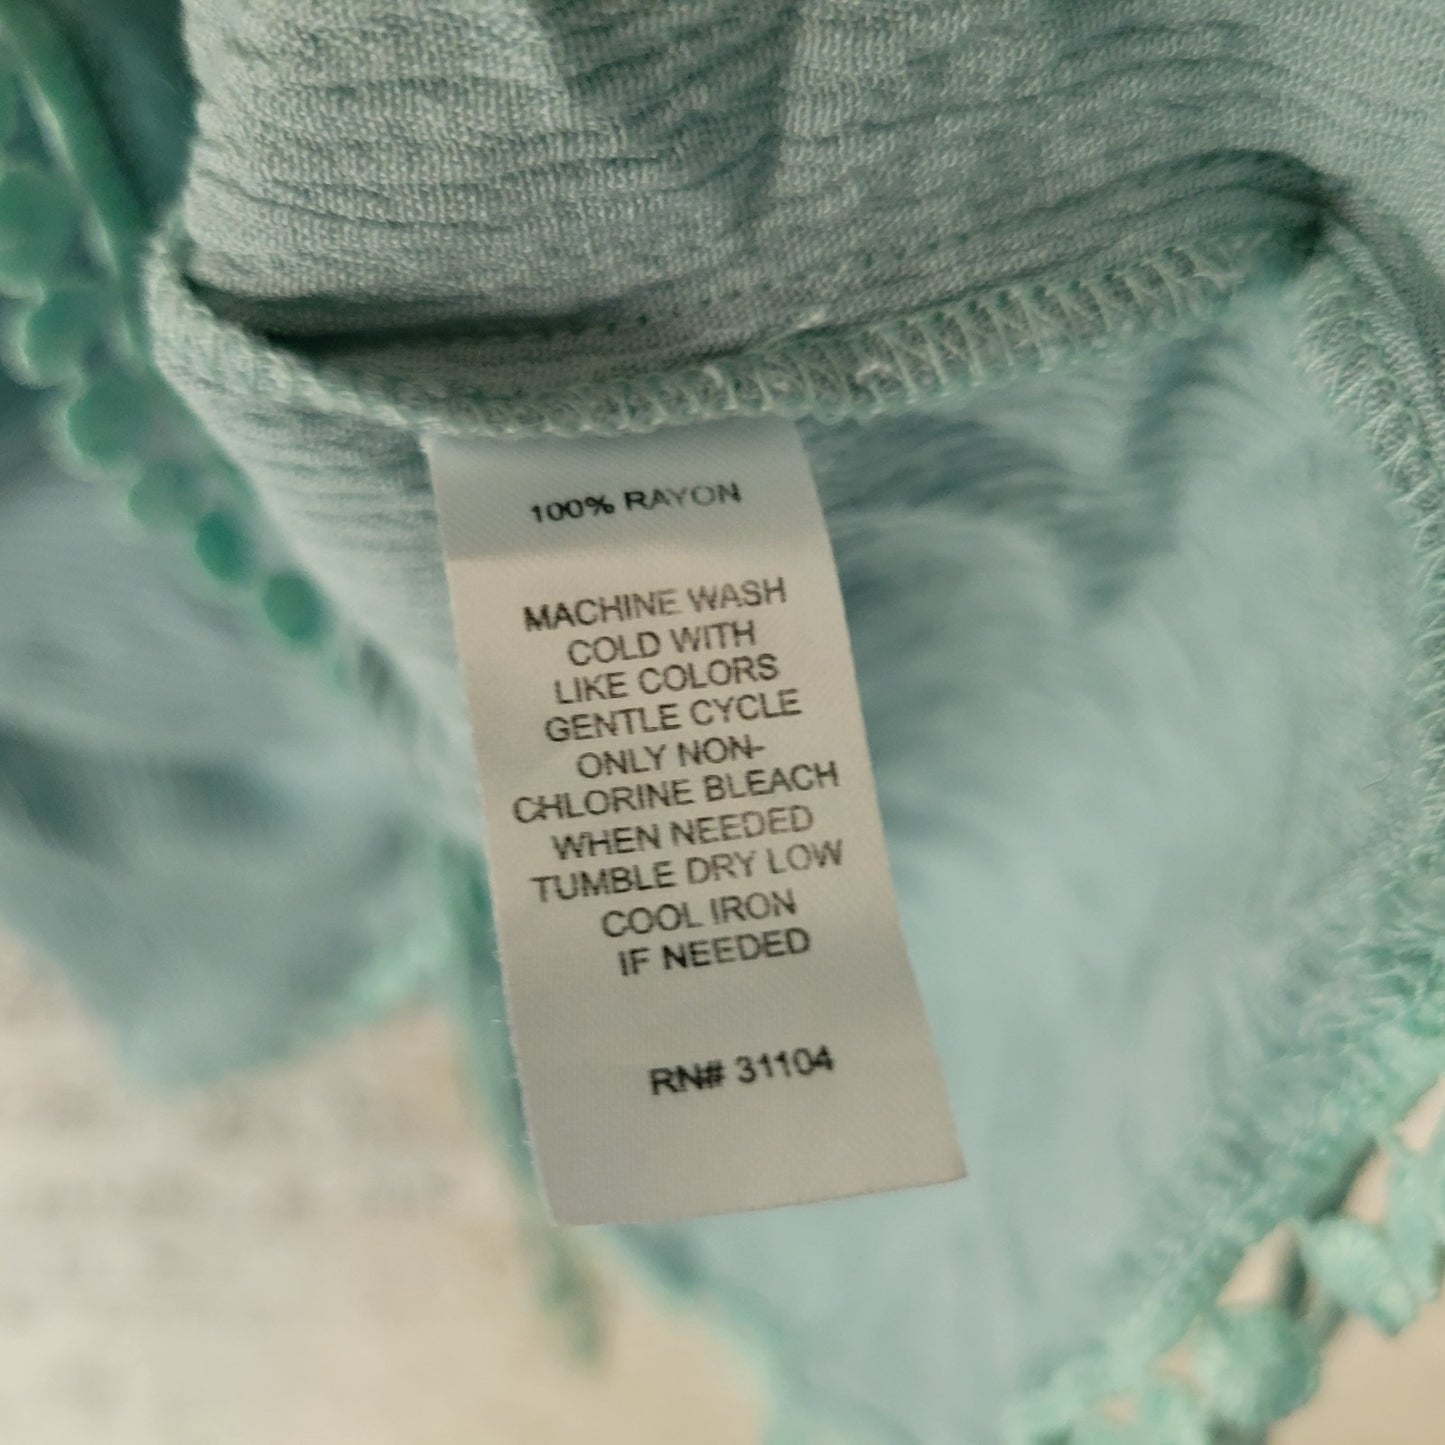 100% RAYON
MACHINE WASH
COLD WITH
LIKE COLORS
GENTLE CYCLE
ONLY NON-
CHLORINE BLEACH
WHEN NEEDED
TUMBLE DRY LOW
COOL IRON
IF NEEDED
RN# 31104